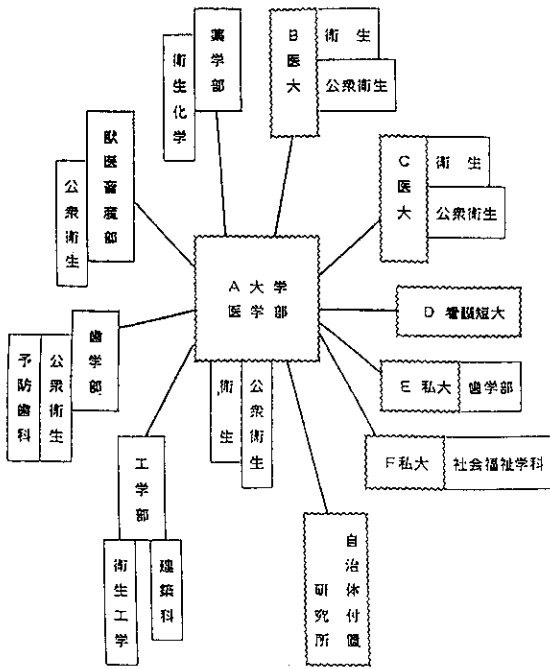 薬学部
衛生化学
B医大
衛生
公衆衛生
獣医畜産部
公衆衛生
C医大
衛生
公衆衛生
A大学
医学部
衛生
公衆衛生
D 看護短大
歯学部
公衆衛生
予防歯科
E 私大
歯学部
F私大
社会福祉学科
工学部
衛生工学
建築科
自治体付置
研究所